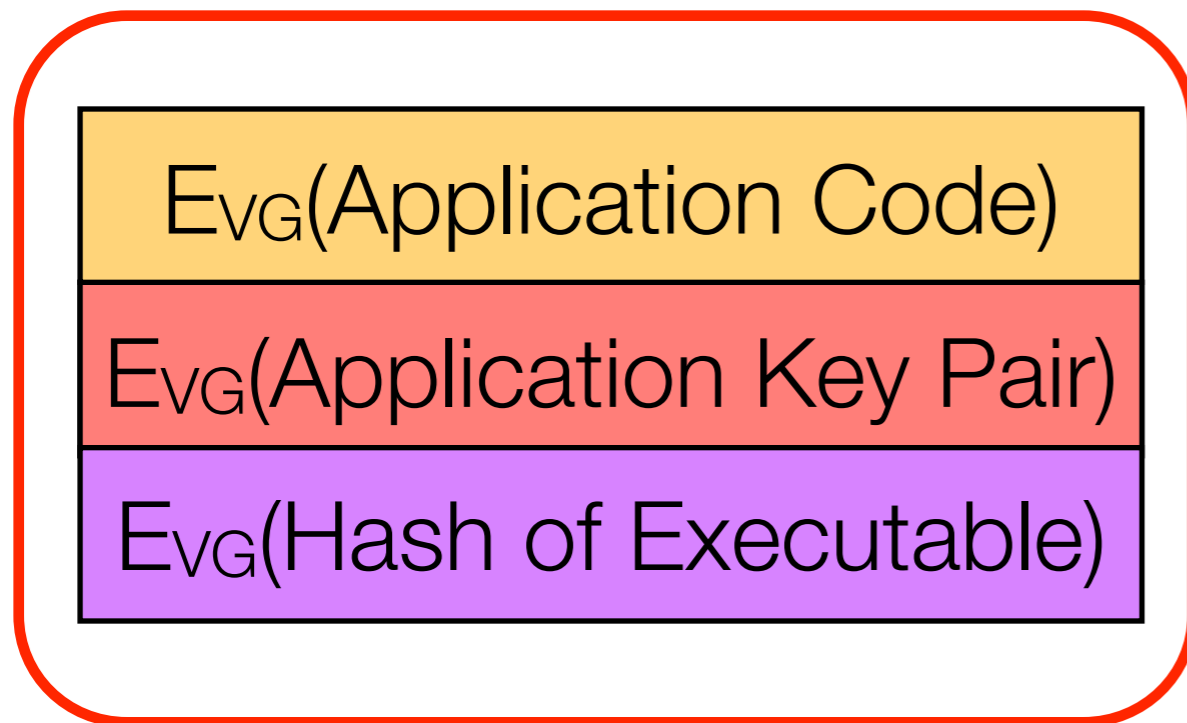 EVG(Application Code)
EVG(Application Key Pair)
EVG(Hash of Executable)